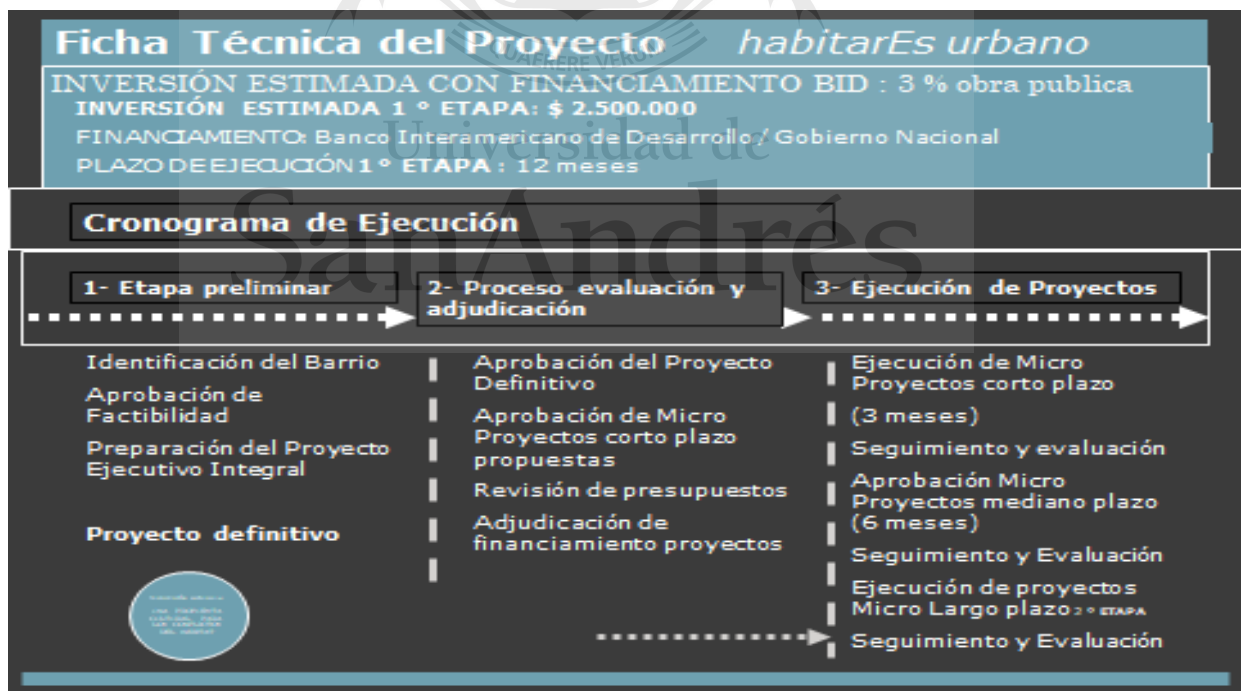 Ficha Técnica del Proyecto habitarEs urbano
QUAERERE VERUM
INVERSIÓN ESTIMADA CON FINANCIAMIENTO BID : 3 % obra publica
INVERSIÓN ESTIMADA 1 º ETAPA: $ 2.500.000
FINANCIAMIENTO: Banco Interamericano de Desarrollo / Gobierno Nacional
PLAZO DE EJECUCIÓN 1 º ETAPA : 12 meses
Universidad de
SanAndrés
Cronograma de Ejecución
1- Etapa preliminar
Identificación del Barrio
Aprobación de
Factibilidad
Preparación del Proyecto
Ejecutivo Integral
Proyecto definitivo
2- Proceso evaluación y
adjudicación
Aprobación del Proyecto
Definitivo
Aprobación de Micro
Proyectos corto plazo
propuestas
Revisión de presupuestos
Adjudicación de
financiamiento proyectos
3- Ejecución de Proyectos
Ejecución de Micro
Proyectos corto plazo
(3 meses)
Seguimiento y evaluación
Aprobación Micro
Proyectos mediano plazo
(6 meses)
Seguimiento y Evaluación
Ejecución de proyectos
Micro Largo plazo 2 º ETAPA
Seguimiento y Evaluación